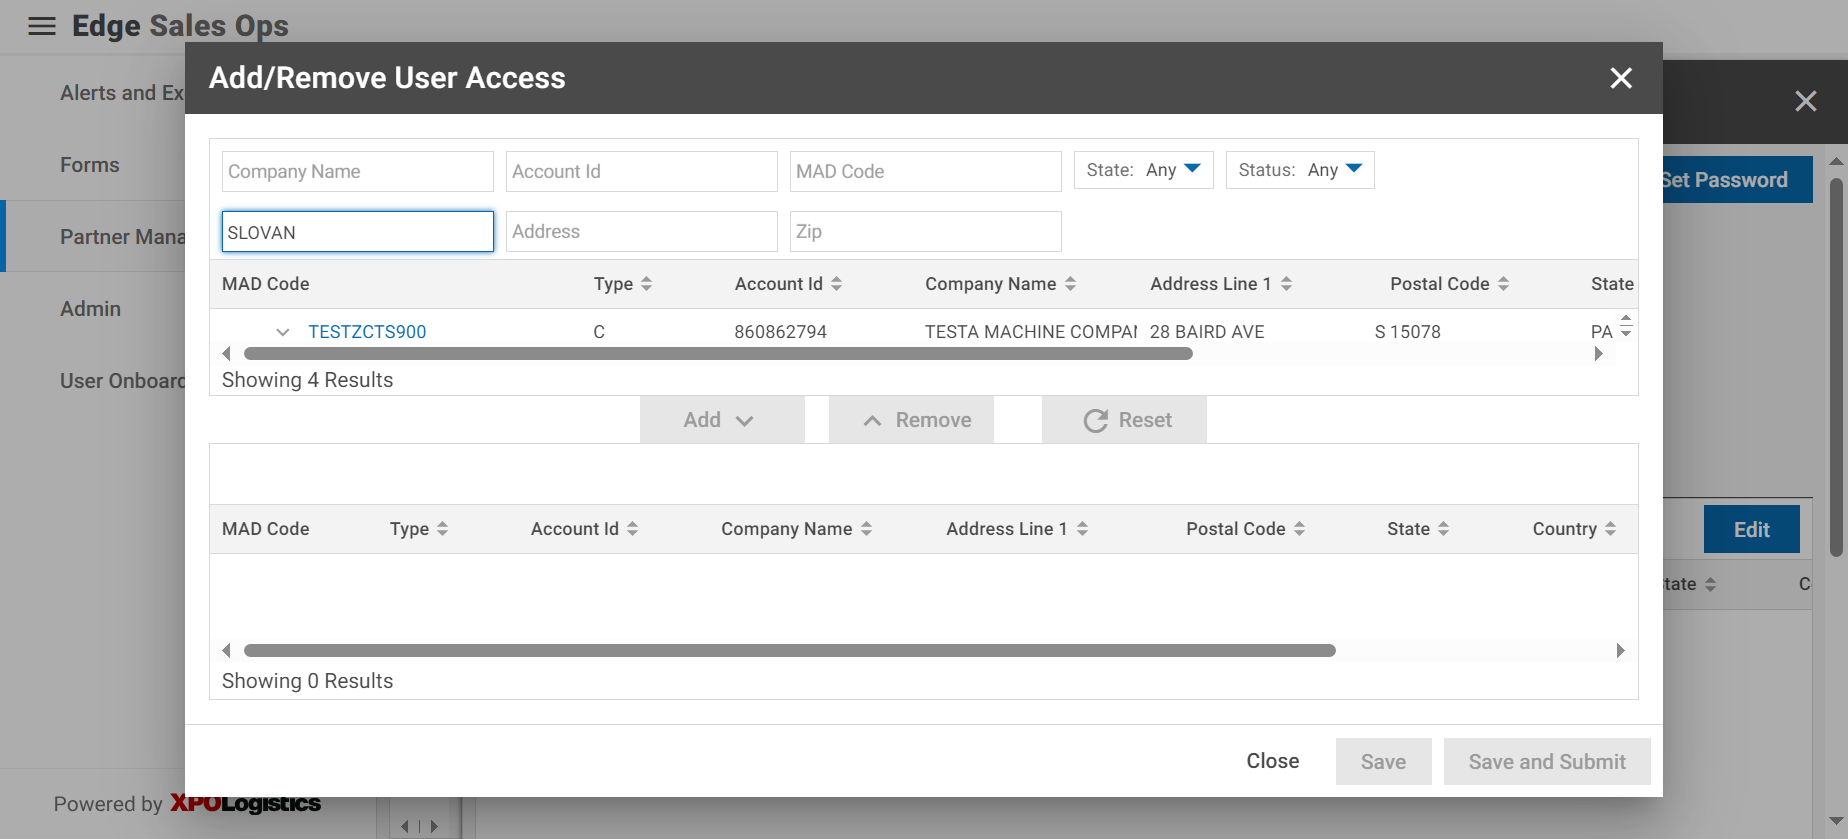 Edge Sales Ops
Add/Remove User Access
Alerts and Ex
Forms
Partner Mana
Admin
User Onboard
Set Password
Company Name
Account Id
MAD Code
State: Any
Status: Any
SLOVAN
Address
Zip
MAD Code Type Account Id Company Name Address Line 1 Postal Code State
TESTZCTS900 C 860862794 TESTA MACHINE COMPAN 28 BAIRD AVE S 15078 PA
Showing 4 Results
Add
Remove
Reset
MAD Code Type Account Id Company Name Address Line 1 Postal Code State Country
Edit
tate C
Showing 0 Results
Close
Save
Save and Submit
Powered by XPOLogistics